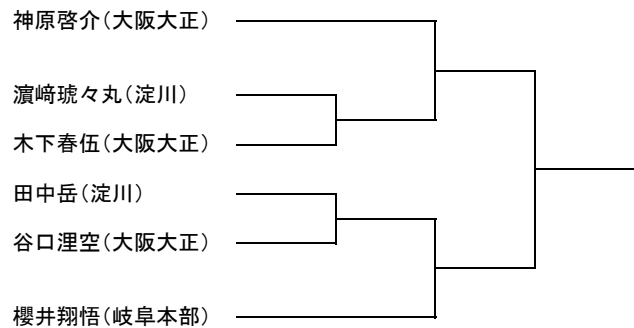 神原啓介（大阪大正）
濵﨑琥々丸（淀川）
木下春伍（大阪大正）
田中岳（淀川）
谷口浬空（大阪大正）
櫻井翔悟（岐阜本部）